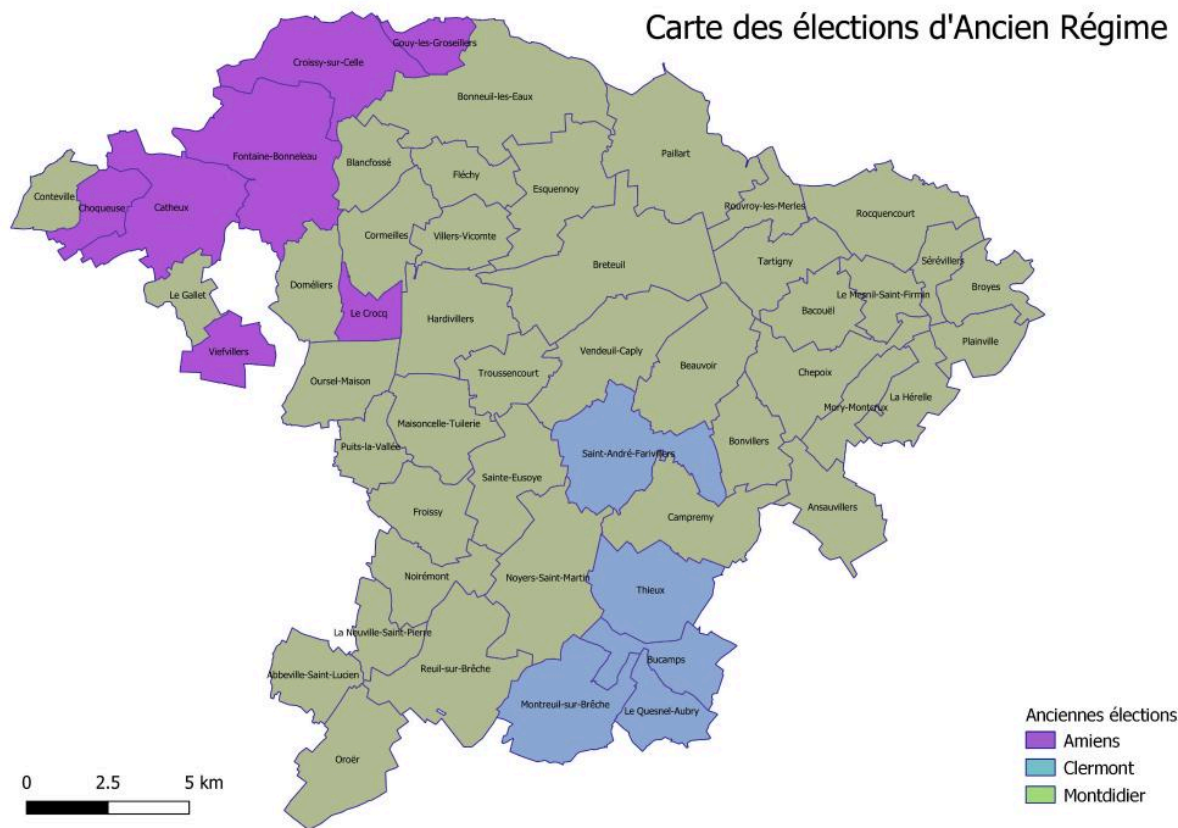 Carte des élections d'Ancien Régime
Gouy-les-Groseillers
Croissy-sur-Celle
Bonneuil-les-Eaux
Paillart
Fontaine-Bonneleau
Blancfossé
Fléchy
Esquennoy
Conteville
Choqueuse
Catheux
Rouvroy-les-Merles
Rocquencourt
Cormeilles
Villers-Vicomte
Breteuil
Tartigny
Sérévillers
Doméliers
Le Gallet
Le Mesnil-Saint-Firmin
Broyes
Le Crocq
Hardivillers
Bacouël
Plainville
Viefvillers
Vendeuil-Caply
Beauvoir
Oursel-Maison
Troussencourt
Chepoix
La Hérelle
Mory-Montcrux
Maisoncelle-Tuilerie
Puits-la-Vallée
Saint-André-Farivillers
Bonvillers
Sainte-Eusoye
Ansauvillers
Froissy
Campremy
Noirémont
Noyers-Saint-Martin
Thieux
La Neuville-Saint-Pierre
Bucamps
Abbeville-Saint-Lucien
Reuil-sur-Brêche
Montreuil-sur-Brêche
Le Quesnel-Aubry
Oroër
Anciennes élections
Amiens
Clermont
Montdidier
0 2.5 5 km